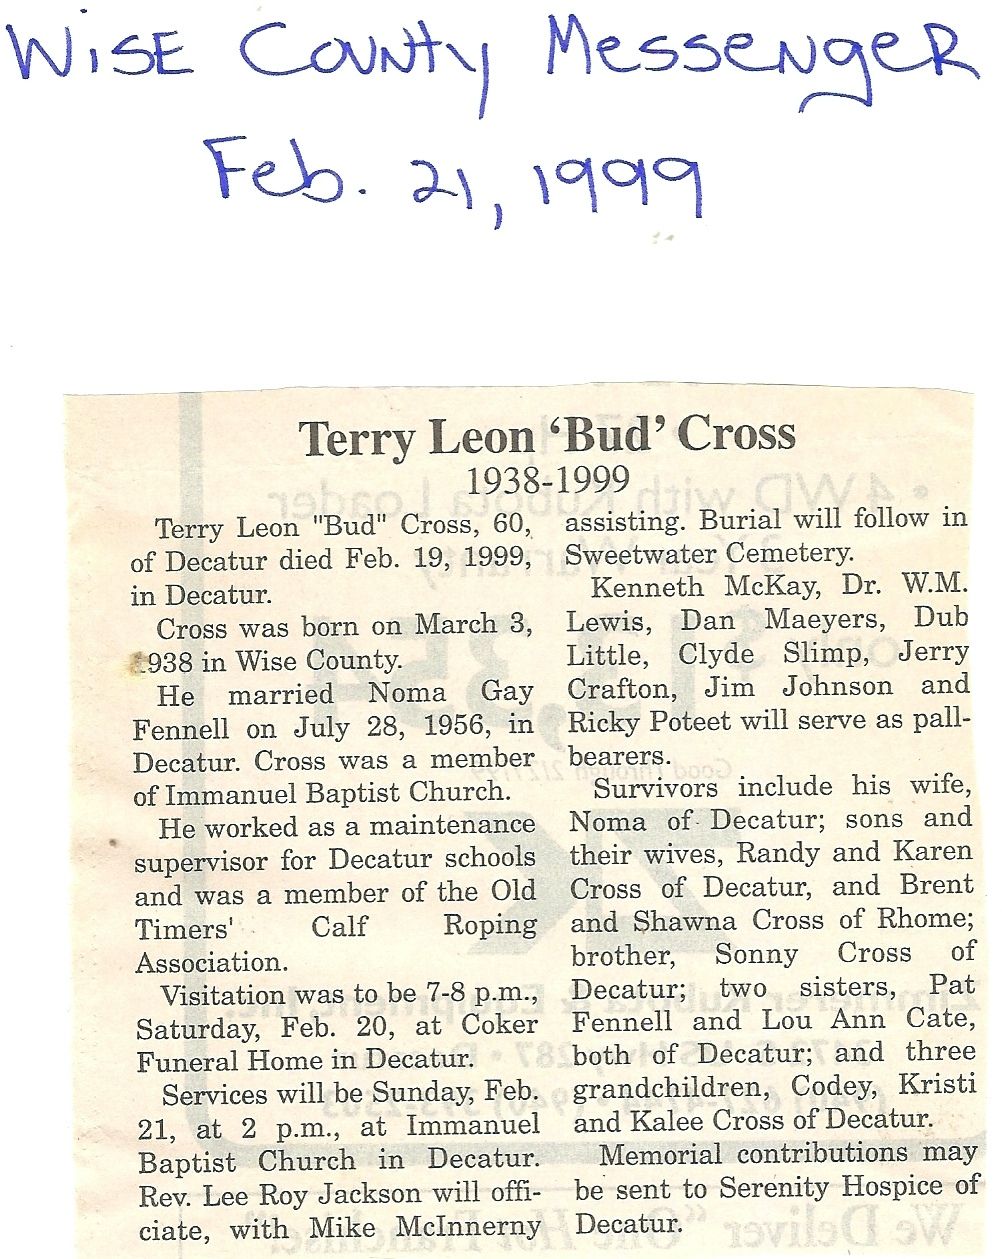 Wise County Messenger
Feb. 21, 1999
Terry Leon ‘Bud’ Cross
1938-1999
Terry Leon "Bud" Cross, 60,
of Decatur died Feb. 19, 1999,
in Decatur.
Cross was born on March 3,
1938 in Wise County.
He married Noma Gay
Fennell on July 28, 1956, in
Decatur. Cross was a member
of Immanuel Baptist Church.
He worked as a maintenance
supervisor for Decatur schools
and was a member of the Old
Timers' Calf Roping
Association.
Visitation was to be 7-8 p.m.,
Saturday, Feb. 20, at Coker
Funeral Home in Decatur.
Services will be Sunday, Feb.
21, at 2 p.m., at Immanuel
Baptist Church in Decatur.
Rev. Lee Roy Jackson will offi-
ciate, with Mike McInnerny
assisting. Burial will follow in
Sweetwater Cemetery.
Kenneth McKay, Dr. W.M.
Lewis, Dan Maeyers, Dub
Little, Clyde Slimp, Jerry
Crafton, Jim Johnson and
Ricky Poteet will serve as pall-
bearers.
Survivors include his wife,
Noma of Decatur; sons and
their wives, Randy and Karen
Cross of Decatur, and Brent
and Shawna Cross of Rhome;
brother, Sonny Cross of
Decatur; two sisters, Pat
Fennell and Lou Ann Cate,
both of Decatur; and three
grandchildren, Codey, Kristi
and Kalee Cross of Decatur.
Memorial contributions may
be sent to Serenity Hospice of
Decatur.